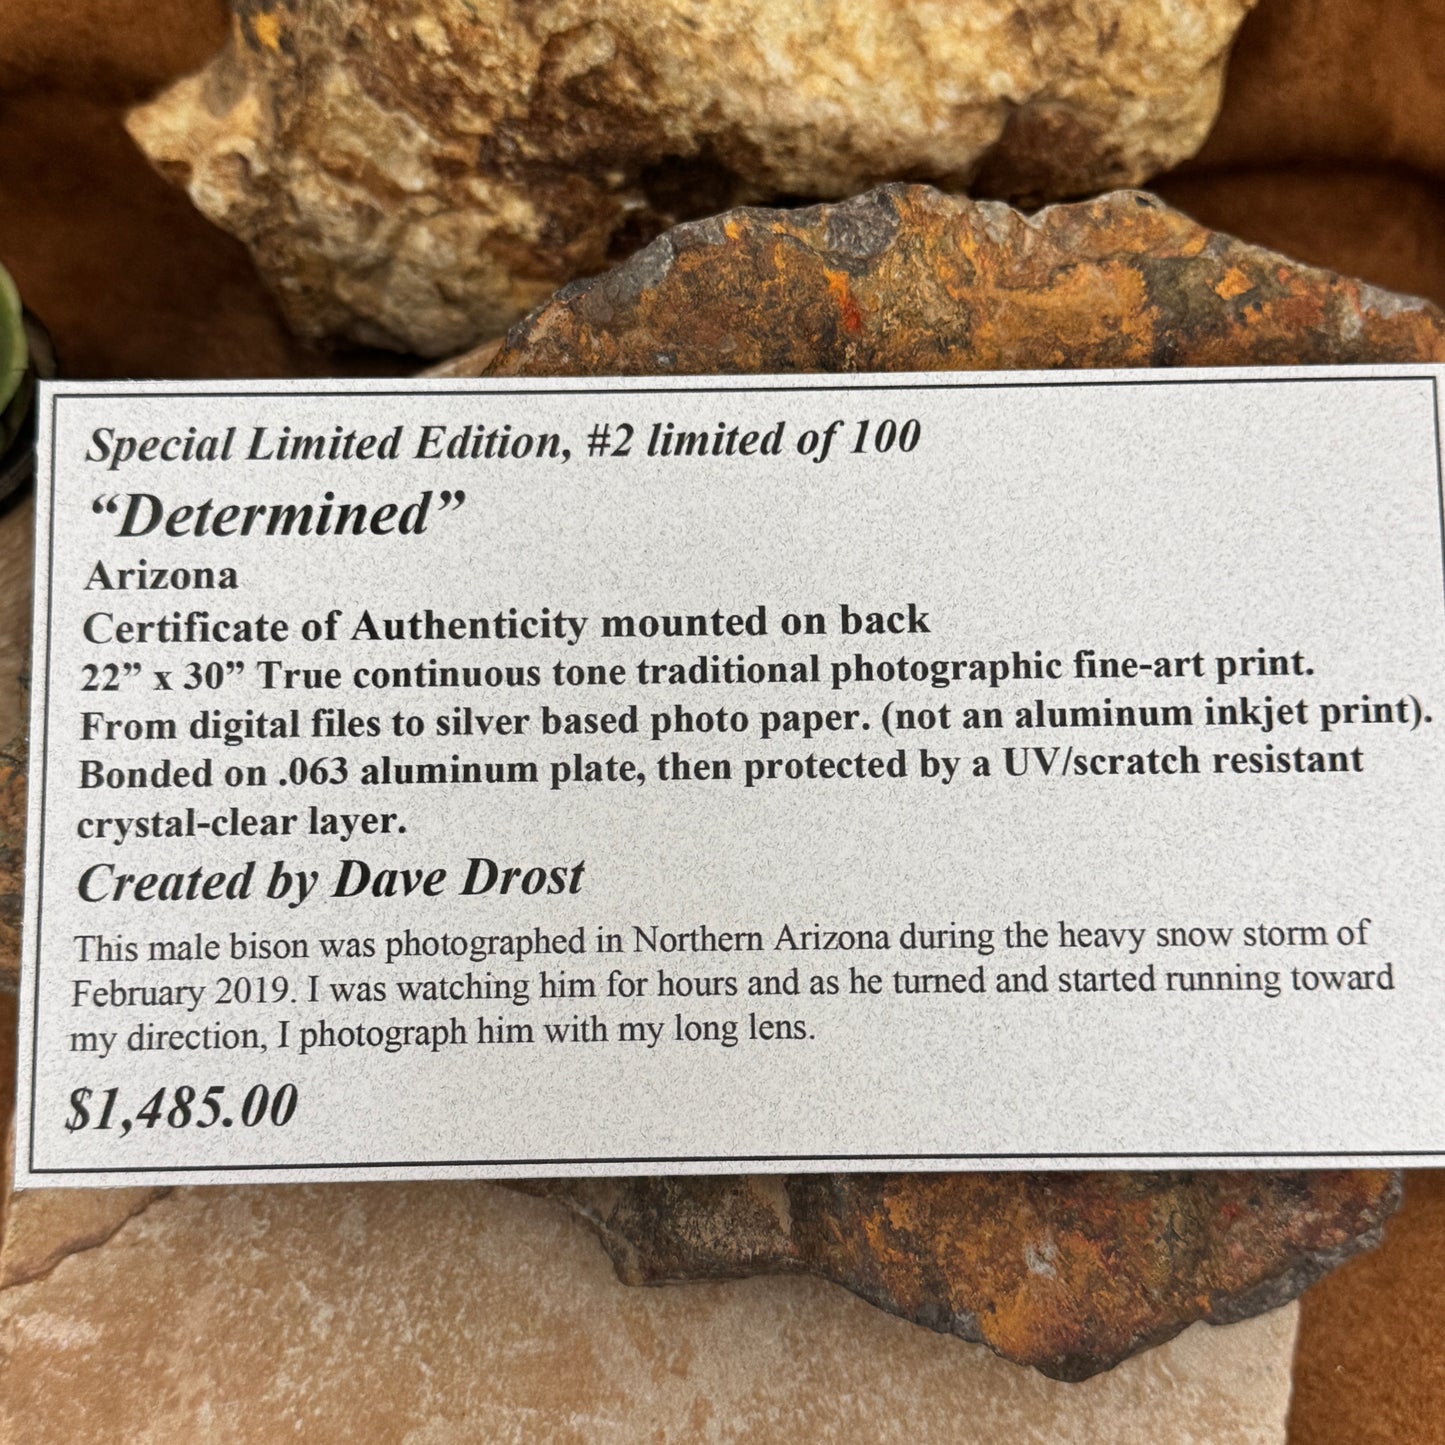 Special Limited Edition, #2 limited of 100
“Determined”
Arizona
Certificate of Authenticity mounted on back
22” x 30” True continuous tone traditional photographic fine-art print.
From digital files to silver based photo paper. (not an aluminum inkjet print).
Bonded on .063 aluminum plate, then protected by a UV/scratch resistant
crystal-clear layer.
Created by Dave Drost
This male bison was photographed in Northern Arizona during the heavy snow storm of
February 2019. I was watching him for hours and as he turned and started running toward
my direction, I photograph him with my long lens.
$1,485.00